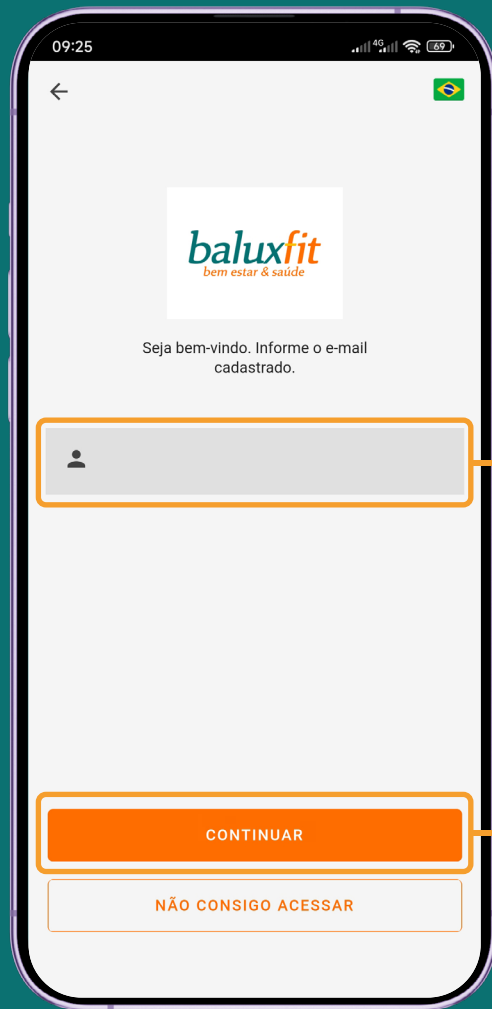 09:25
4G
69
baluxfit
bem estar & saúde
Seja bem-vindo. Informe o e-mail
cadastrado.
CONTINUAR
NÃO CONSIGO ACESSAR